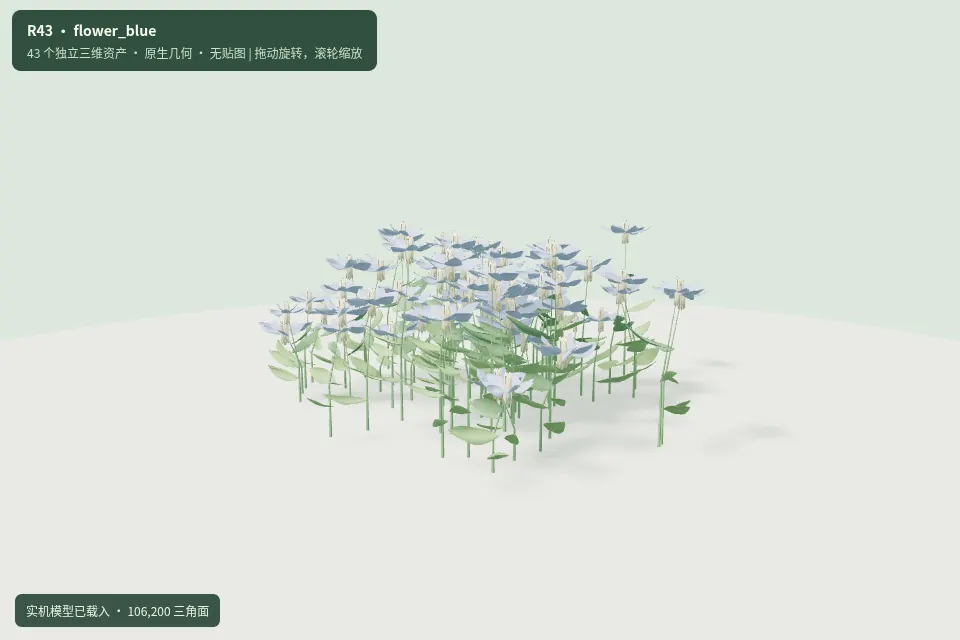 R43 · flower_blue
43 个独立三维资产 · 原生几何 · 无贴图 | 拖动旋转，滚轮缩放
实机模型已载入 · 106,200 三角面